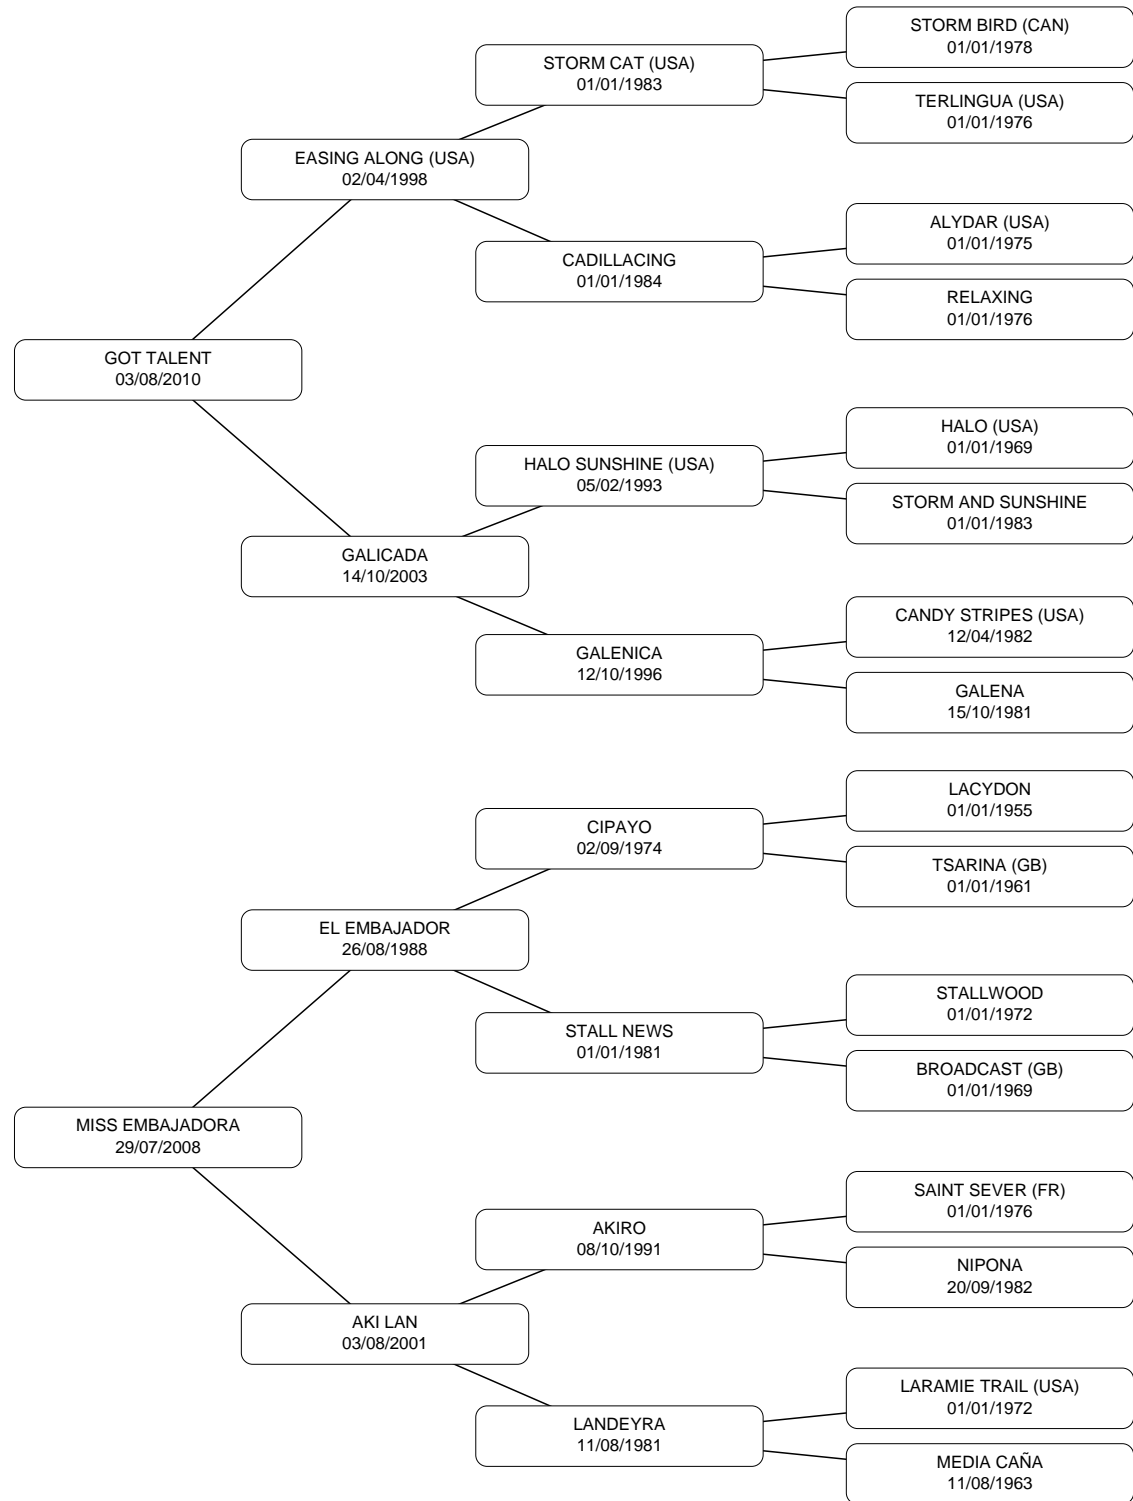 STORM BIRD (CAN)
01/01/1978
STORM CAT (USA)
01/01/1983
TERLINGUA (USA)
01/01/1976
EASING ALONG (USA)
02/04/1998
ALYDAR (USA)
01/01/1975
CADILLACING
01/01/1984
RELAXING
01/01/1976
GOT TALENT
03/08/2010
HALO (USA)
01/01/1969
HALO SUNSHINE (USA)
05/02/1993
STORM AND SUNSHINE
01/01/1983
GALICADA
14/10/2003
CANDY STRIPES (USA)
12/04/1982
GALENICA
12/10/1996
GALENA
15/10/1981
LACYDON
01/01/1955
CIPAYO
02/09/1974
TSARINA (GB)
01/01/1961
EL EMBAJADOR
26/08/1988
STALLWOOD
01/01/1972
STALL NEWS
01/01/1981
BROADCAST (GB)
01/01/1969
MISS EMBAJADORA
29/07/2008
SAINT SEVER (FR)
01/01/1976
AKIRO
08/10/1991
NIPONA
20/09/1982
AKI LAN
03/08/2001
LARAMIE TRAIL (USA)
01/01/1972
LANDEYRA
11/08/1981
MEDIA CAÑA
11/08/1963